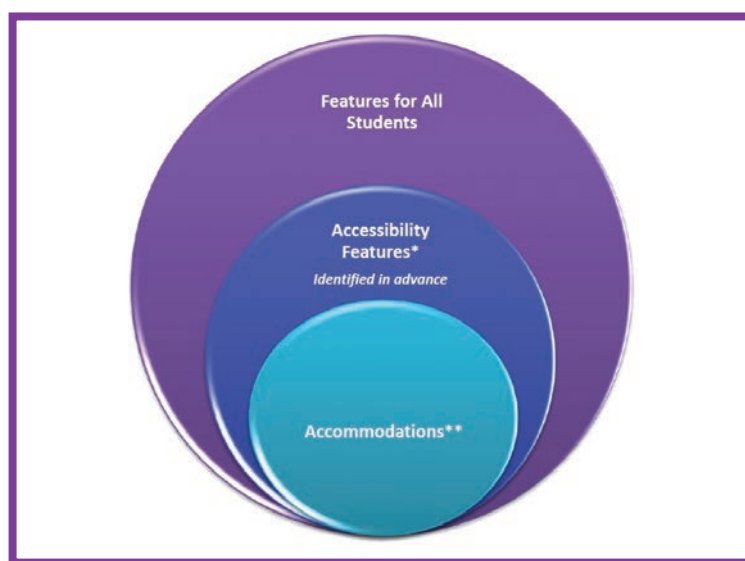 Features for All
Students
Accessibility
Features*
Identified in advance
Accommodations**